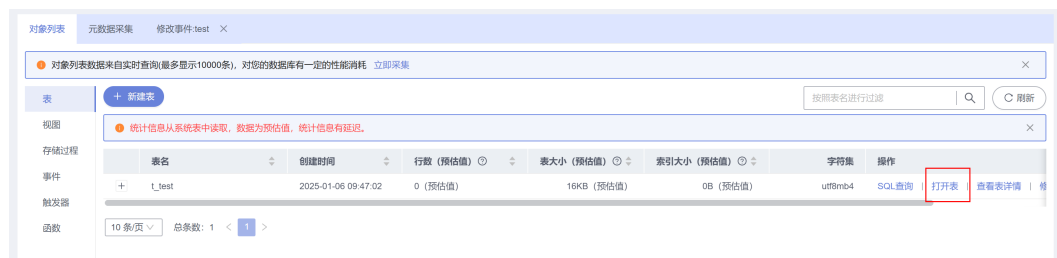 对象列表 元数据采集 修改事件:test
对象列表数据来自实时查询(最多显示10000条)，对您的数据库有一定的性能消耗 立即采集
表 + 新建表 按照表名进行过滤 刷新
视图 统计信息从系统表中读取，数据为预估值，统计信息有延迟。
存储过程
表名 创建时间 行数（预估值） 表大小（预估值） 索引大小（预估值） 字符集 操作
事件
t_test 2025-01-06 09:47:02 0（预估值） 16KB（预估值） 0B（预估值） utf8mb4 SQL查询 | 打开表 | 查看表详情 |
触发器
函数 10 条/页 总条数：1 < 1 >